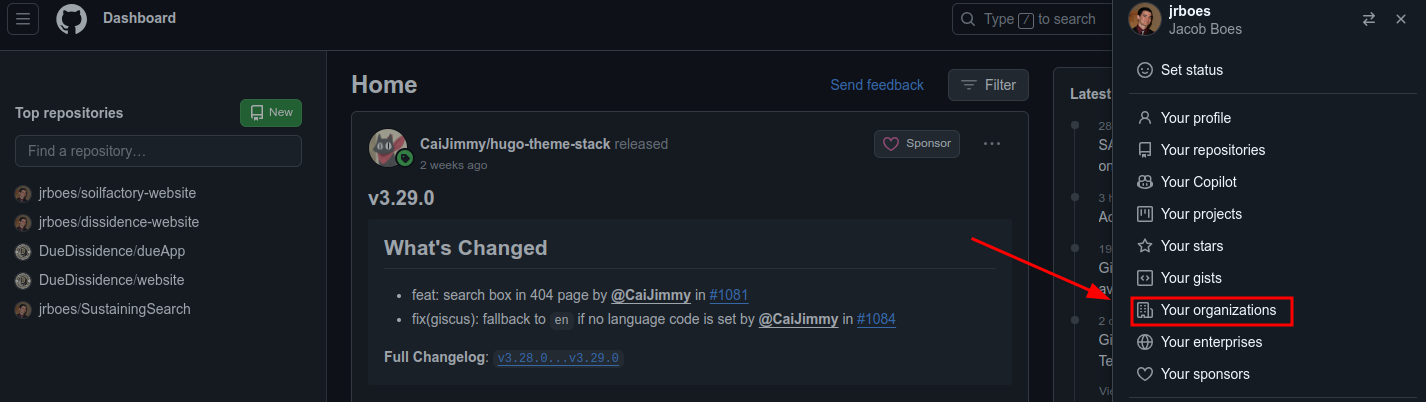 Dashboard
Type / to search
Top repositories
New
Find a repository…
jrboes/soilfactory-website
jrboes/dissidence-website
DueDissidence/dueApp
DueDissidence/website
jrboes/SustainingSearch
Home
Send feedback
Filter
CaiJimmy/hugo-theme-stack released
Sponsor
2 weeks ago
v3.29.0
What's Changed
feat: search box in 404 page by @CaiJimmy in #1081
fix(giscus): fallback to en if no language code is set by @CaiJimmy in #1084
Full Changelog: v3.28.0...v3.29.0
Latest
28
SA
on
3 h
Ac
19
Gi
av
2 d
Gi
Te
Vie
jrboes
Jacob Boes
Set status
Your profile
Your repositories
Your Copilot
Your projects
Your stars
Your gists
Your organizations
Your enterprises
Your sponsors